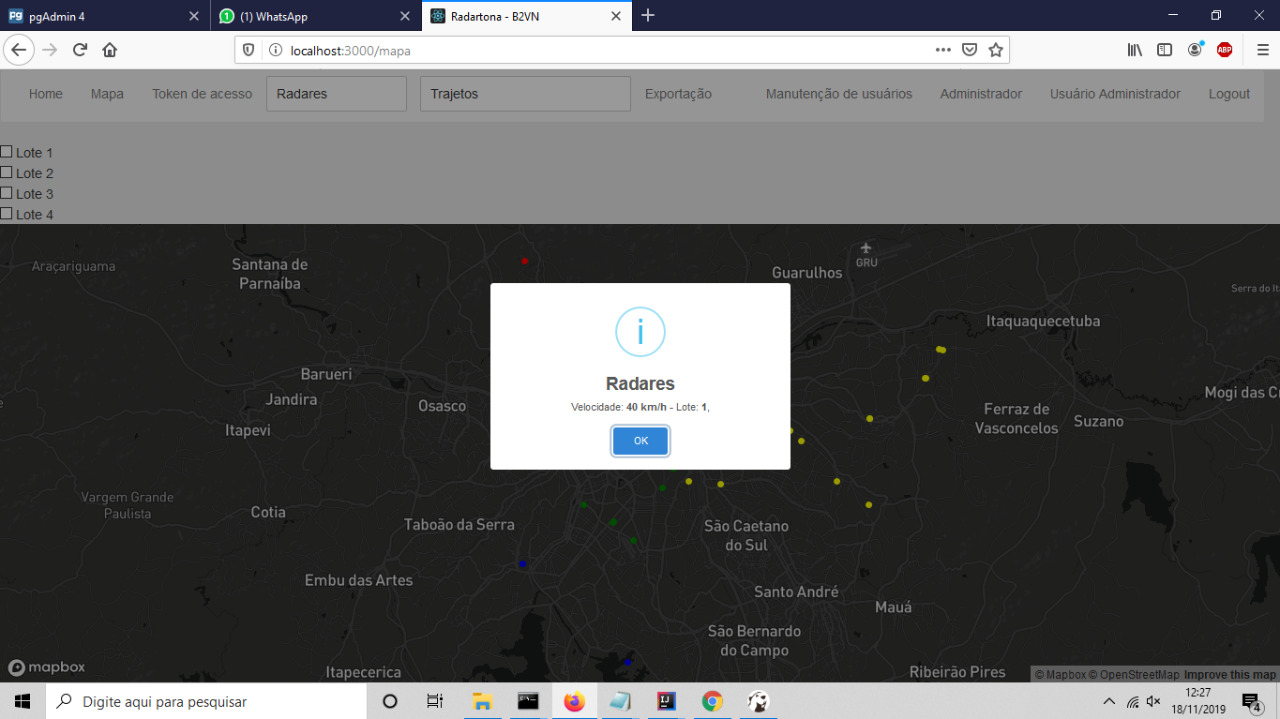 pgAdmin 4
(1) WhatsApp
Radartona - B2VN
localhost:3000/mapa
ABP
Home Mapa Token de acesso Radares Trajetos Exportação Manutenção de usuários Administrador Usuário Administrador Logout
Lote 1
Lote 2
Lote 3
Lote 4
Araçariguama
Santana de
Parnaíba
Guarulhos
GRU
Serra do It
Itaquaquecetuba
Barueri
Jandira
Osasco
Itapevi
Mogi das C
Ferraz de
Vasconcelos
Suzano
Radares
Velocidade: 40 km/h - Lote: 1,
OK
Vargem Grande
Paulista
Cotia
Taboão da Serra
São Caetano
do Sul
Embu das Artes
Santo André
Mauá
São Bernardo
do Campo
Itapecerica
Ribeirão Pires
mapbox
© Mapbox © OpenStreetMap Improve this map
Digite aqui para pesquisar
12:27
18/11/2019
4